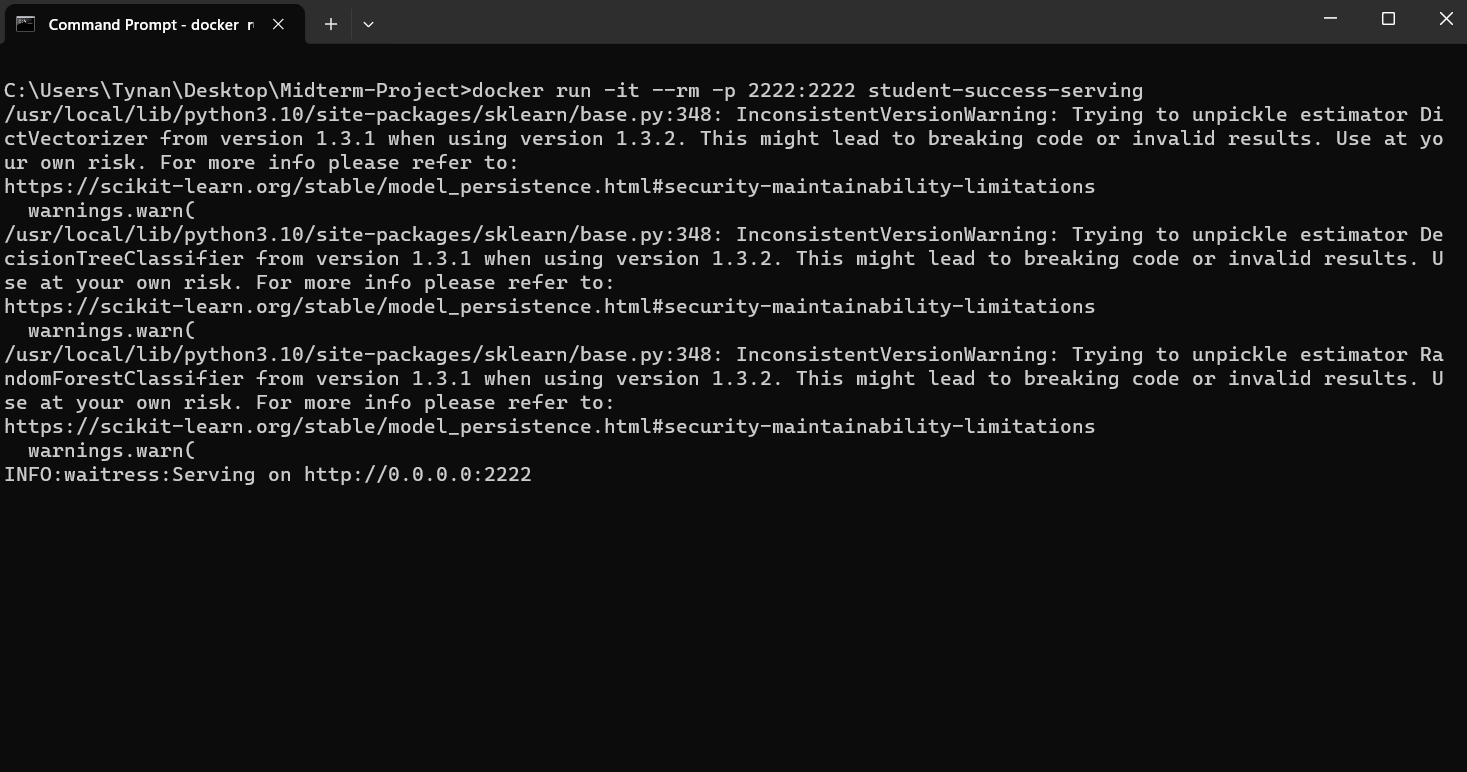 Command Prompt - docker r
C:\Users\Tynan\Desktop\Midterm-Project>docker run -it --rm -p 2222:2222 student-success-serving
/usr/local/lib/python3.10/site-packages/sklearn/base.py:348: InconsistentVersionWarning: Trying to unpickle estimator Di
ctVectorizer from version 1.3.1 when using version 1.3.2. This might lead to breaking code or invalid results. Use at yo
ur own risk. For more info please refer to:
https://scikit-learn.org/stable/model_persistence.html#security-maintainability-limitations
  warnings.warn(
/usr/local/lib/python3.10/site-packages/sklearn/base.py:348: InconsistentVersionWarning: Trying to unpickle estimator De
cisionTreeClassifier from version 1.3.1 when using version 1.3.2. This might lead to breaking code or invalid results. U
se at your own risk. For more info please refer to:
https://scikit-learn.org/stable/model_persistence.html#security-maintainability-limitations
  warnings.warn(
/usr/local/lib/python3.10/site-packages/sklearn/base.py:348: InconsistentVersionWarning: Trying to unpickle estimator Ra
ndomForestClassifier from version 1.3.1 when using version 1.3.2. This might lead to breaking code or invalid results. U
se at your own risk. For more info please refer to:
https://scikit-learn.org/stable/model_persistence.html#security-maintainability-limitations
  warnings.warn(
INFO:waitress:Serving on http://0.0.0.0:2222